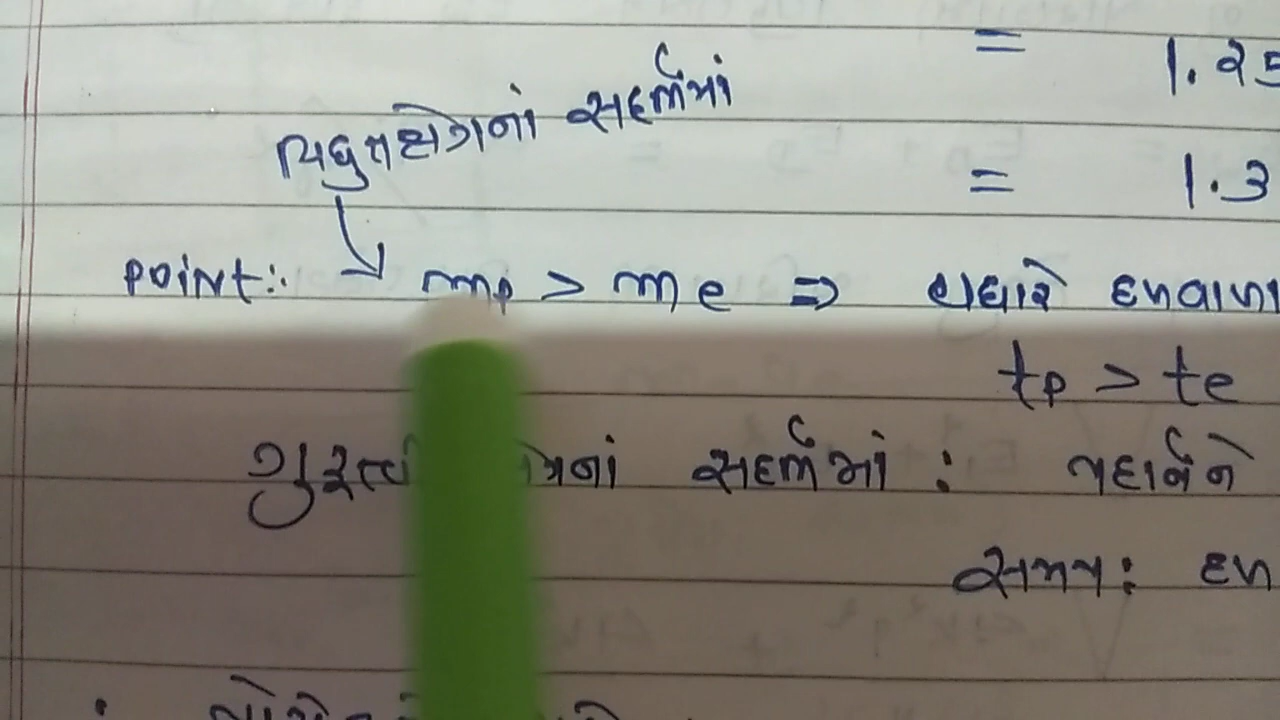 = 1.25
વિદ્યુતક્ષેત્રનાં સંદર્ભમાં
= 1.3
POINT:. mp > me ⇒ વધારે દળવાળા
tp > te
સંદર્ભમાં : પદાર્થને
સમય: દળ